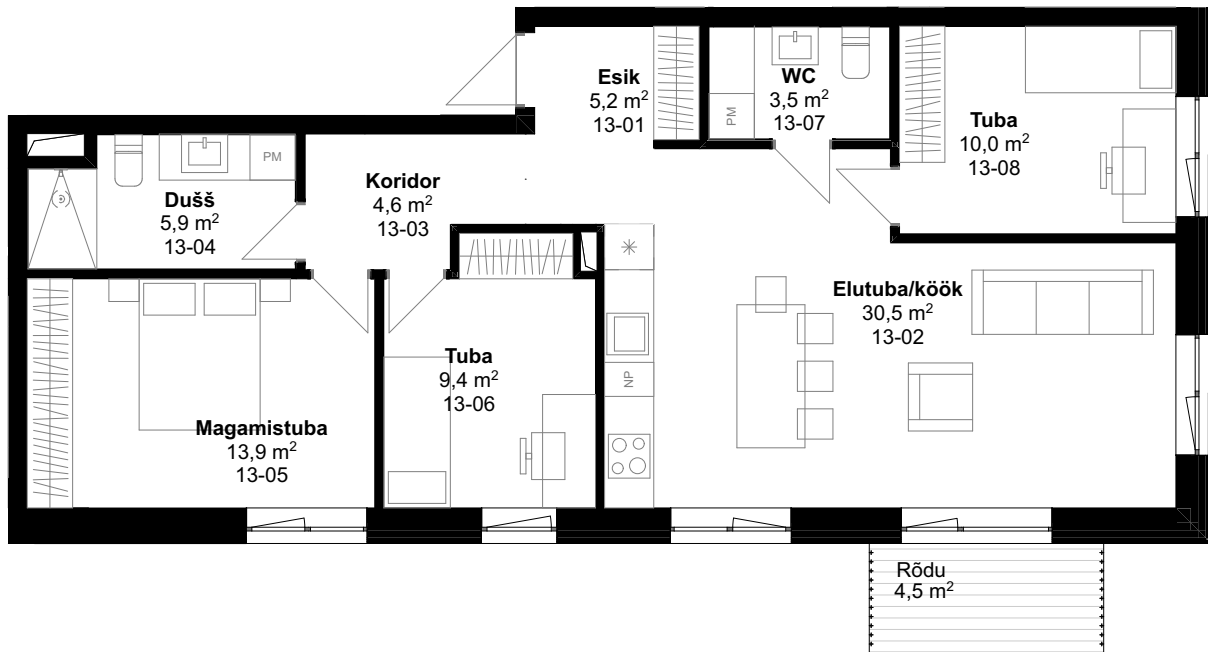 Esik
5,2 m²
13-01
WC
3,5 m²
13-07
PM
Tuba
10,0 m²
13-08
PM
Dušš
5,9 m²
13-04
Koridor
4,6 m²
13-03
Elutuba/köök
30,5 m²
13-02
Tuba
9,4 m²
13-06
NP
Magamistuba
13,9 m²
13-05
Rõdu
4,5 m²